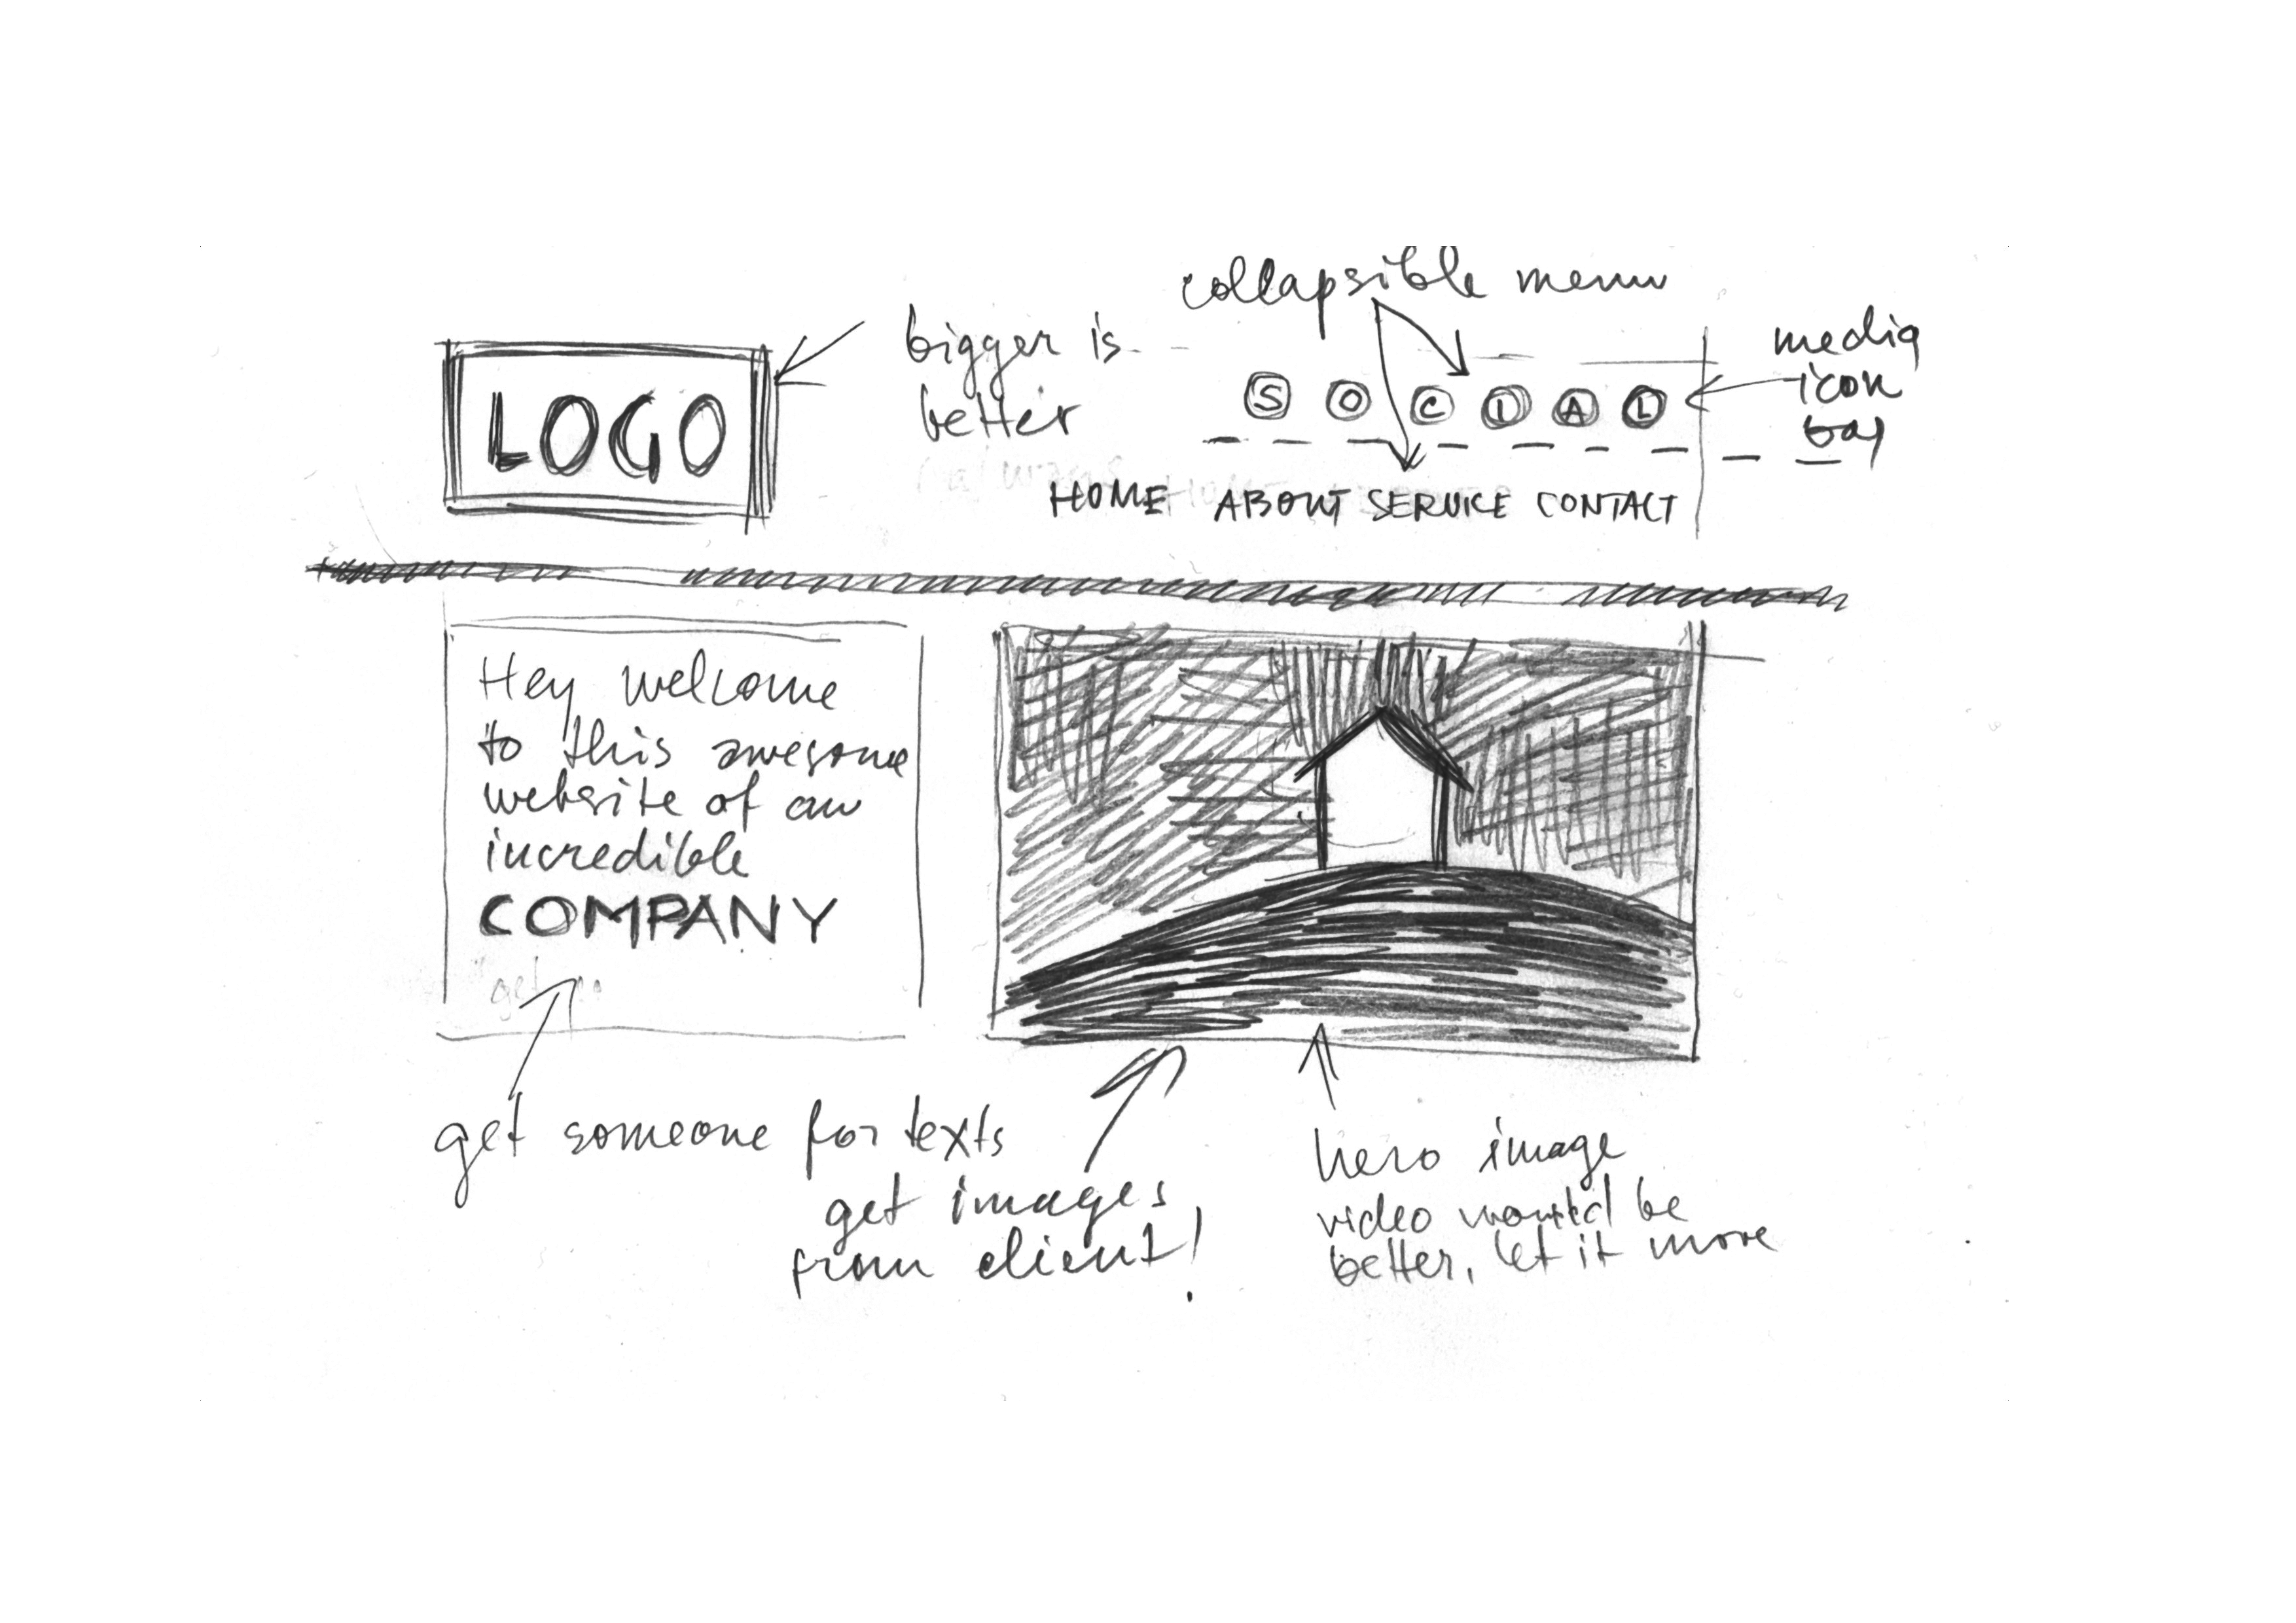 collapsible menu
bigger is
better
LOGO
media
icon
S O C I A L
HOME ABOUT SERVICE CONTACT
Hey welcome
to this awesome
website of an
incredible
COMPANY
get
get someone for texts
get images
from client!
hero image
video would be
better, let it move